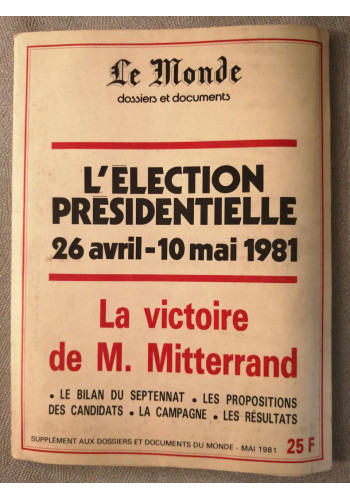 Le Monde
dossiers et documents
L'ÉLECTION
PRÉSIDENTIELLE
26 avril-10 mai 1981
La victoire
de M. Mitterrand
• LE BILAN DU SEPTENNAT • LES PROPOSITIONS
DES CANDIDATS • LA CAMPAGNE • LES RÉSULTATS
SUPPLÉMENT AUX DOSSIERS ET DOCUMENTS DU MONDE - MAI 1981 25 F